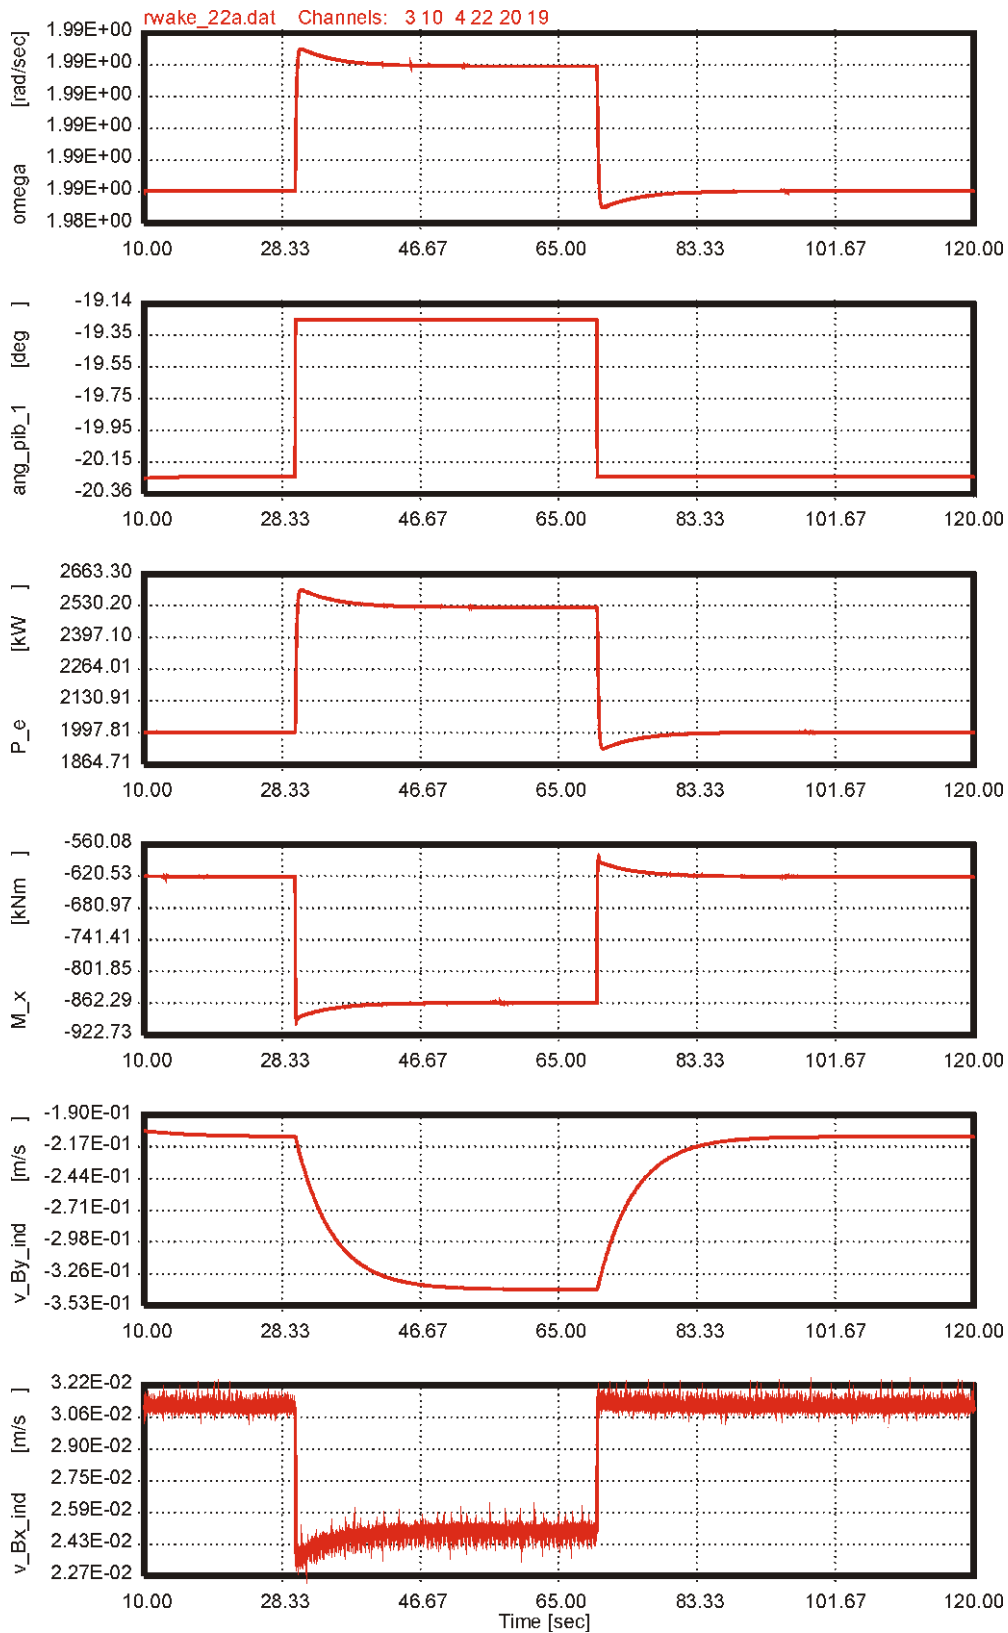 rwake_22a.dat Channels: 3 10 4 22 20 19
omega [rad/sec]
1.99E+00
1.99E+00
1.99E+00
1.99E+00
1.99E+00
1.99E+00
1.98E+00
10.00 28.33 46.67 65.00 83.33 101.67 120.00
ang_pib_1 [deg ]
-19.14
-19.35
-19.55
-19.75
-19.95
-20.15
-20.36
10.00 28.33 46.67 65.00 83.33 101.67 120.00
P_e [kW ]
2663.30
2530.20
2397.10
2264.01
2130.91
1997.81
1864.71
10.00 28.33 46.67 65.00 83.33 101.67 120.00
M_x [kNm ]
-560.08
-620.53
-680.97
-741.41
-801.85
-862.29
-922.73
10.00 28.33 46.67 65.00 83.33 101.67 120.00
v_By_ind [m/s ]
-1.90E-01
-2.17E-01
-2.44E-01
-2.71E-01
-2.98E-01
-3.26E-01
-3.53E-01
10.00 28.33 46.67 65.00 83.33 101.67 120.00
v_Bx_ind [m/s ]
3.22E-02
3.06E-02
2.90E-02
2.75E-02
2.59E-02
2.43E-02
2.27E-02
10.00 28.33 46.67 65.00 83.33 101.67 120.00
Time [sec]